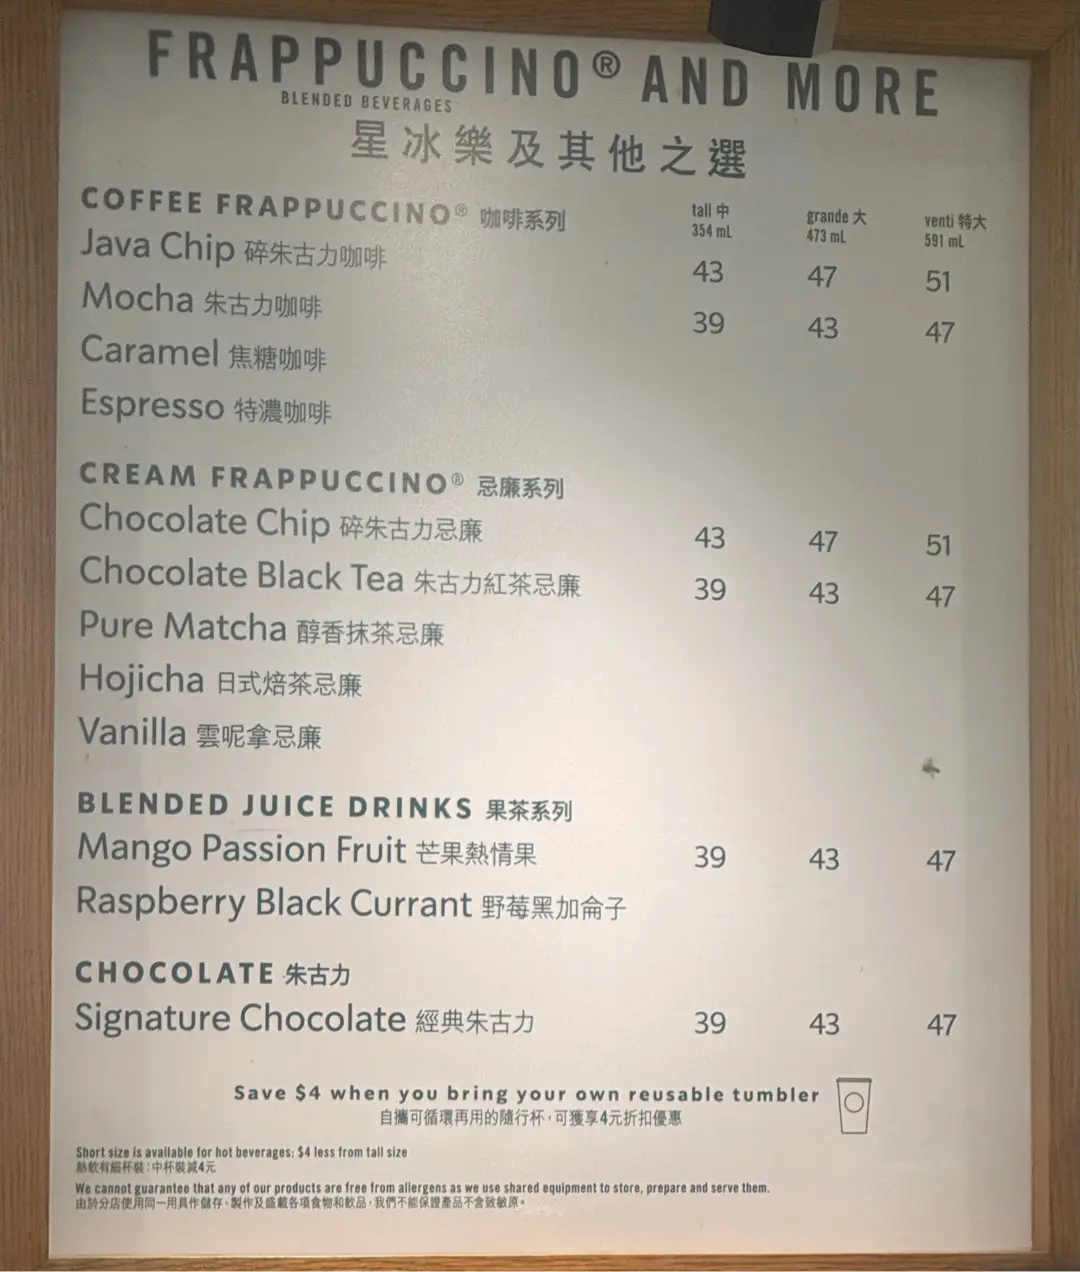 FRAPPUCCINO® AND MORE
BLENDED BEVERAGES
星冰樂及其他之選
COFFEE FRAPPUCCINO® 咖啡系列 tall 中 354 mL grande 大 473 mL venti 特大 591 mL
Java Chip 碎朱古力咖啡 43 47 51
Mocha 朱古力咖啡 39 43 47
Caramel 焦糖咖啡
Espresso 特濃咖啡
CREAM FRAPPUCCINO® 忌廉系列
Chocolate Chip 碎朱古力忌廉 43 47 51
Chocolate Black Tea 朱古力紅茶忌廉 39 43 47
Pure Matcha 醇香抹茶忌廉
Hojicha 日式焙茶忌廉
Vanilla 雲呢拿忌廉
BLENDED JUICE DRINKS 果茶系列
Mango Passion Fruit 芒果熱情果 39 43 47
Raspberry Black Currant 野莓黑加侖子
CHOCOLATE 朱古力
Signature Chocolate 經典朱古力 39 43 47
Save $4 when you bring your own reusable tumbler
自攜可循環再用的隨行杯，可獲享4元折扣優惠
Short size is available for hot beverages: $4 less from tall size
熱飲有細杯裝：中杯裝減4元
We cannot guarantee that any of our products are free from allergens as we use shared equipment to store, prepare and serve them.
由於分店使用同一用具作儲存、製作及盛載各項食物和飲品，我們不能保證產品不會致敏原。